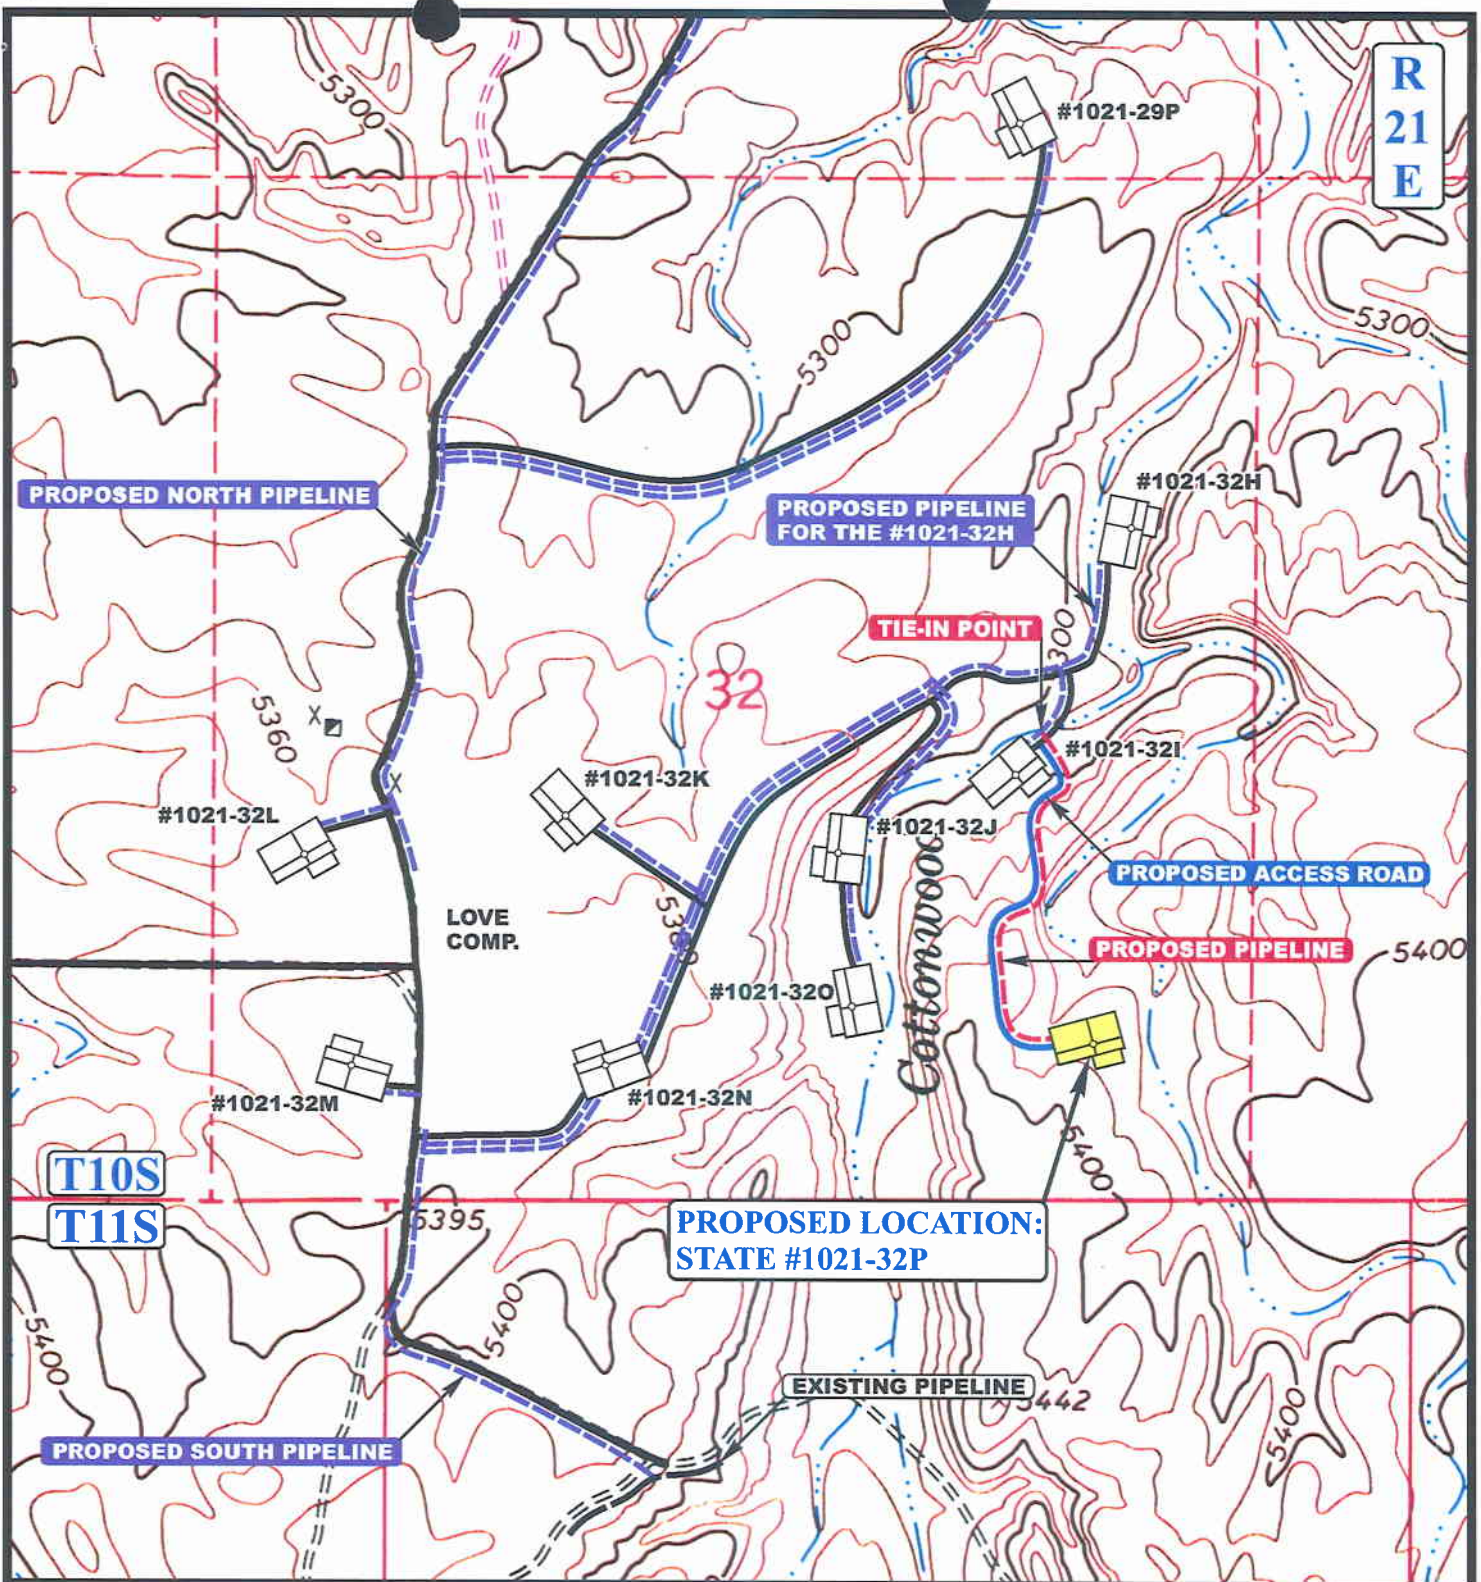 R
21
E
5300
#1021-29P
5300
5300
#1021-32H
PROPOSED NORTH PIPELINE
PROPOSED PIPELINE
FOR THE #1021-32H
TIE-IN POINT
300
32
5360
X
X
#1021-32I
#1021-32K
#1021-32L
#1021-32J
PROPOSED ACCESS ROAD
LOVE
COMP.
PROPOSED PIPELINE
5400
#1021-32O
Cottonwood
#1021-32M
#1021-32N
5400
T10S
T11S
5395
PROPOSED LOCATION:
STATE #1021-32P
5400
5400
EXISTING PIPELINE
5442
5400
PROPOSED SOUTH PIPELINE